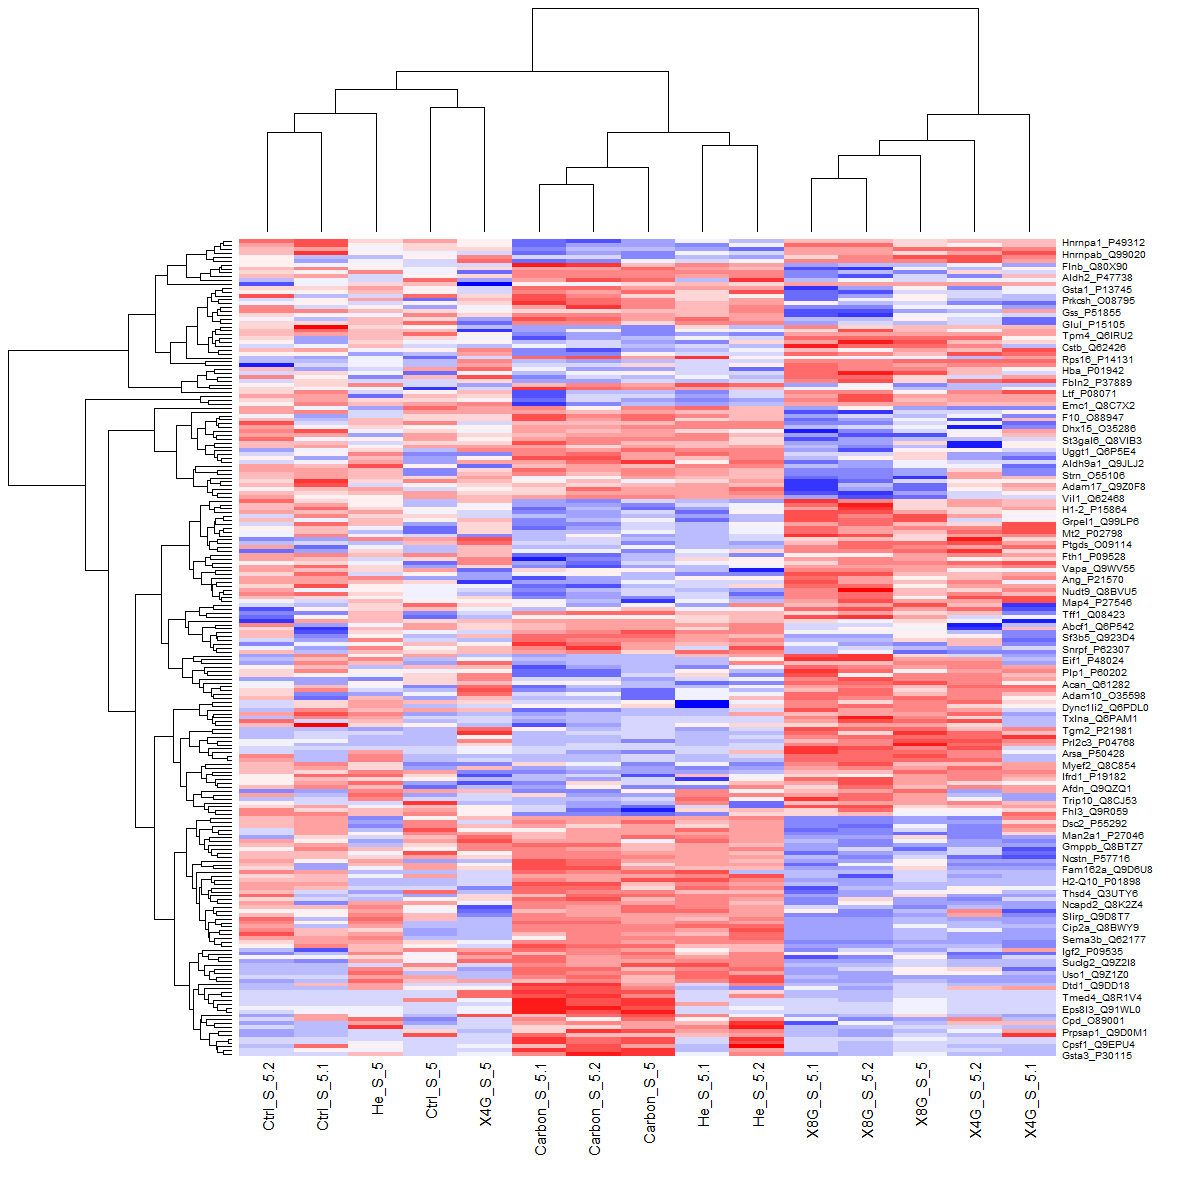 Hnrnpa1_P49312
Hnrnpab_Q99020
Flnb_Q80X90
Aldh2_P47738
Gsta1_P13745
Prkcsh_O08795
Gss_P51855
Glul_P15105
Tpm4_Q6IRU2
Cstb_Q62426
Rps16_P14131
Hba_P01942
Fbln2_P37889
Ltf_P08071
Emc1_Q8C7X2
F10_O88947
Dhx15_O35286
St3gal6_Q8VIB3
Uggt1_Q6P5E4
Aldh9a1_Q9JLJ2
Strn_O55106
Adam17_Q9Z0F8
Vil1_Q62468
H1-2_P15864
Grpel1_Q99LP6
Mt2_P02798
Ptgds_O09114
Fth1_P09528
Vapa_Q9WV55
Ang_P21570
Nudt9_Q8BVU5
Map4_P27546
Tff1_Q08423
Abcf1_Q6P542
Sf3b5_Q923D4
Snrpf_P62307
Eif1_P48024
Plp1_P60202
Acan_Q61282
Adam10_O35598
Dync1li2_Q6PDL0
Txlna_Q6PAM1
Tgm2_P21981
Prl2c3_P04768
Arsa_P50428
Myef2_Q8C854
Ifrd1_P19182
Afdn_Q9QZQ1
Trip10_Q8CJ53
Fhl3_Q9R059
Dsc2_P55292
Man2a1_P27046
Gmppb_Q8BTZ7
Ncstn_P57716
Fam162a_Q9D6U8
H2-Q10_P01898
Thsd4_Q3UTY6
Ncapd2_Q8K2Z4
Slirp_Q9D8T7
Cip2a_Q8BWY9
Sema3b_Q62177
Igf2_P09535
Suclg2_Q9Z2I8
Uso1_Q9Z1Z0
Dtd1_Q9DD18
Tmed4_Q8R1V4
Eps8l3_Q91WL0
Cpd_O89001
Prpsap1_Q9D0M1
Cpsf1_Q9EPU4
Gsta3_P30115
Ctrl_S_5.2
Ctrl_S_5.1
He_S_5
Ctrl_S_5
X4G_S_5
Carbon_S_5.1
Carbon_S_5.2
Carbon_S_5
He_S_5.1
He_S_5.2
X8G_S_5.1
X8G_S_5.2
X8G_S_5
X4G_S_5.2
X4G_S_5.1